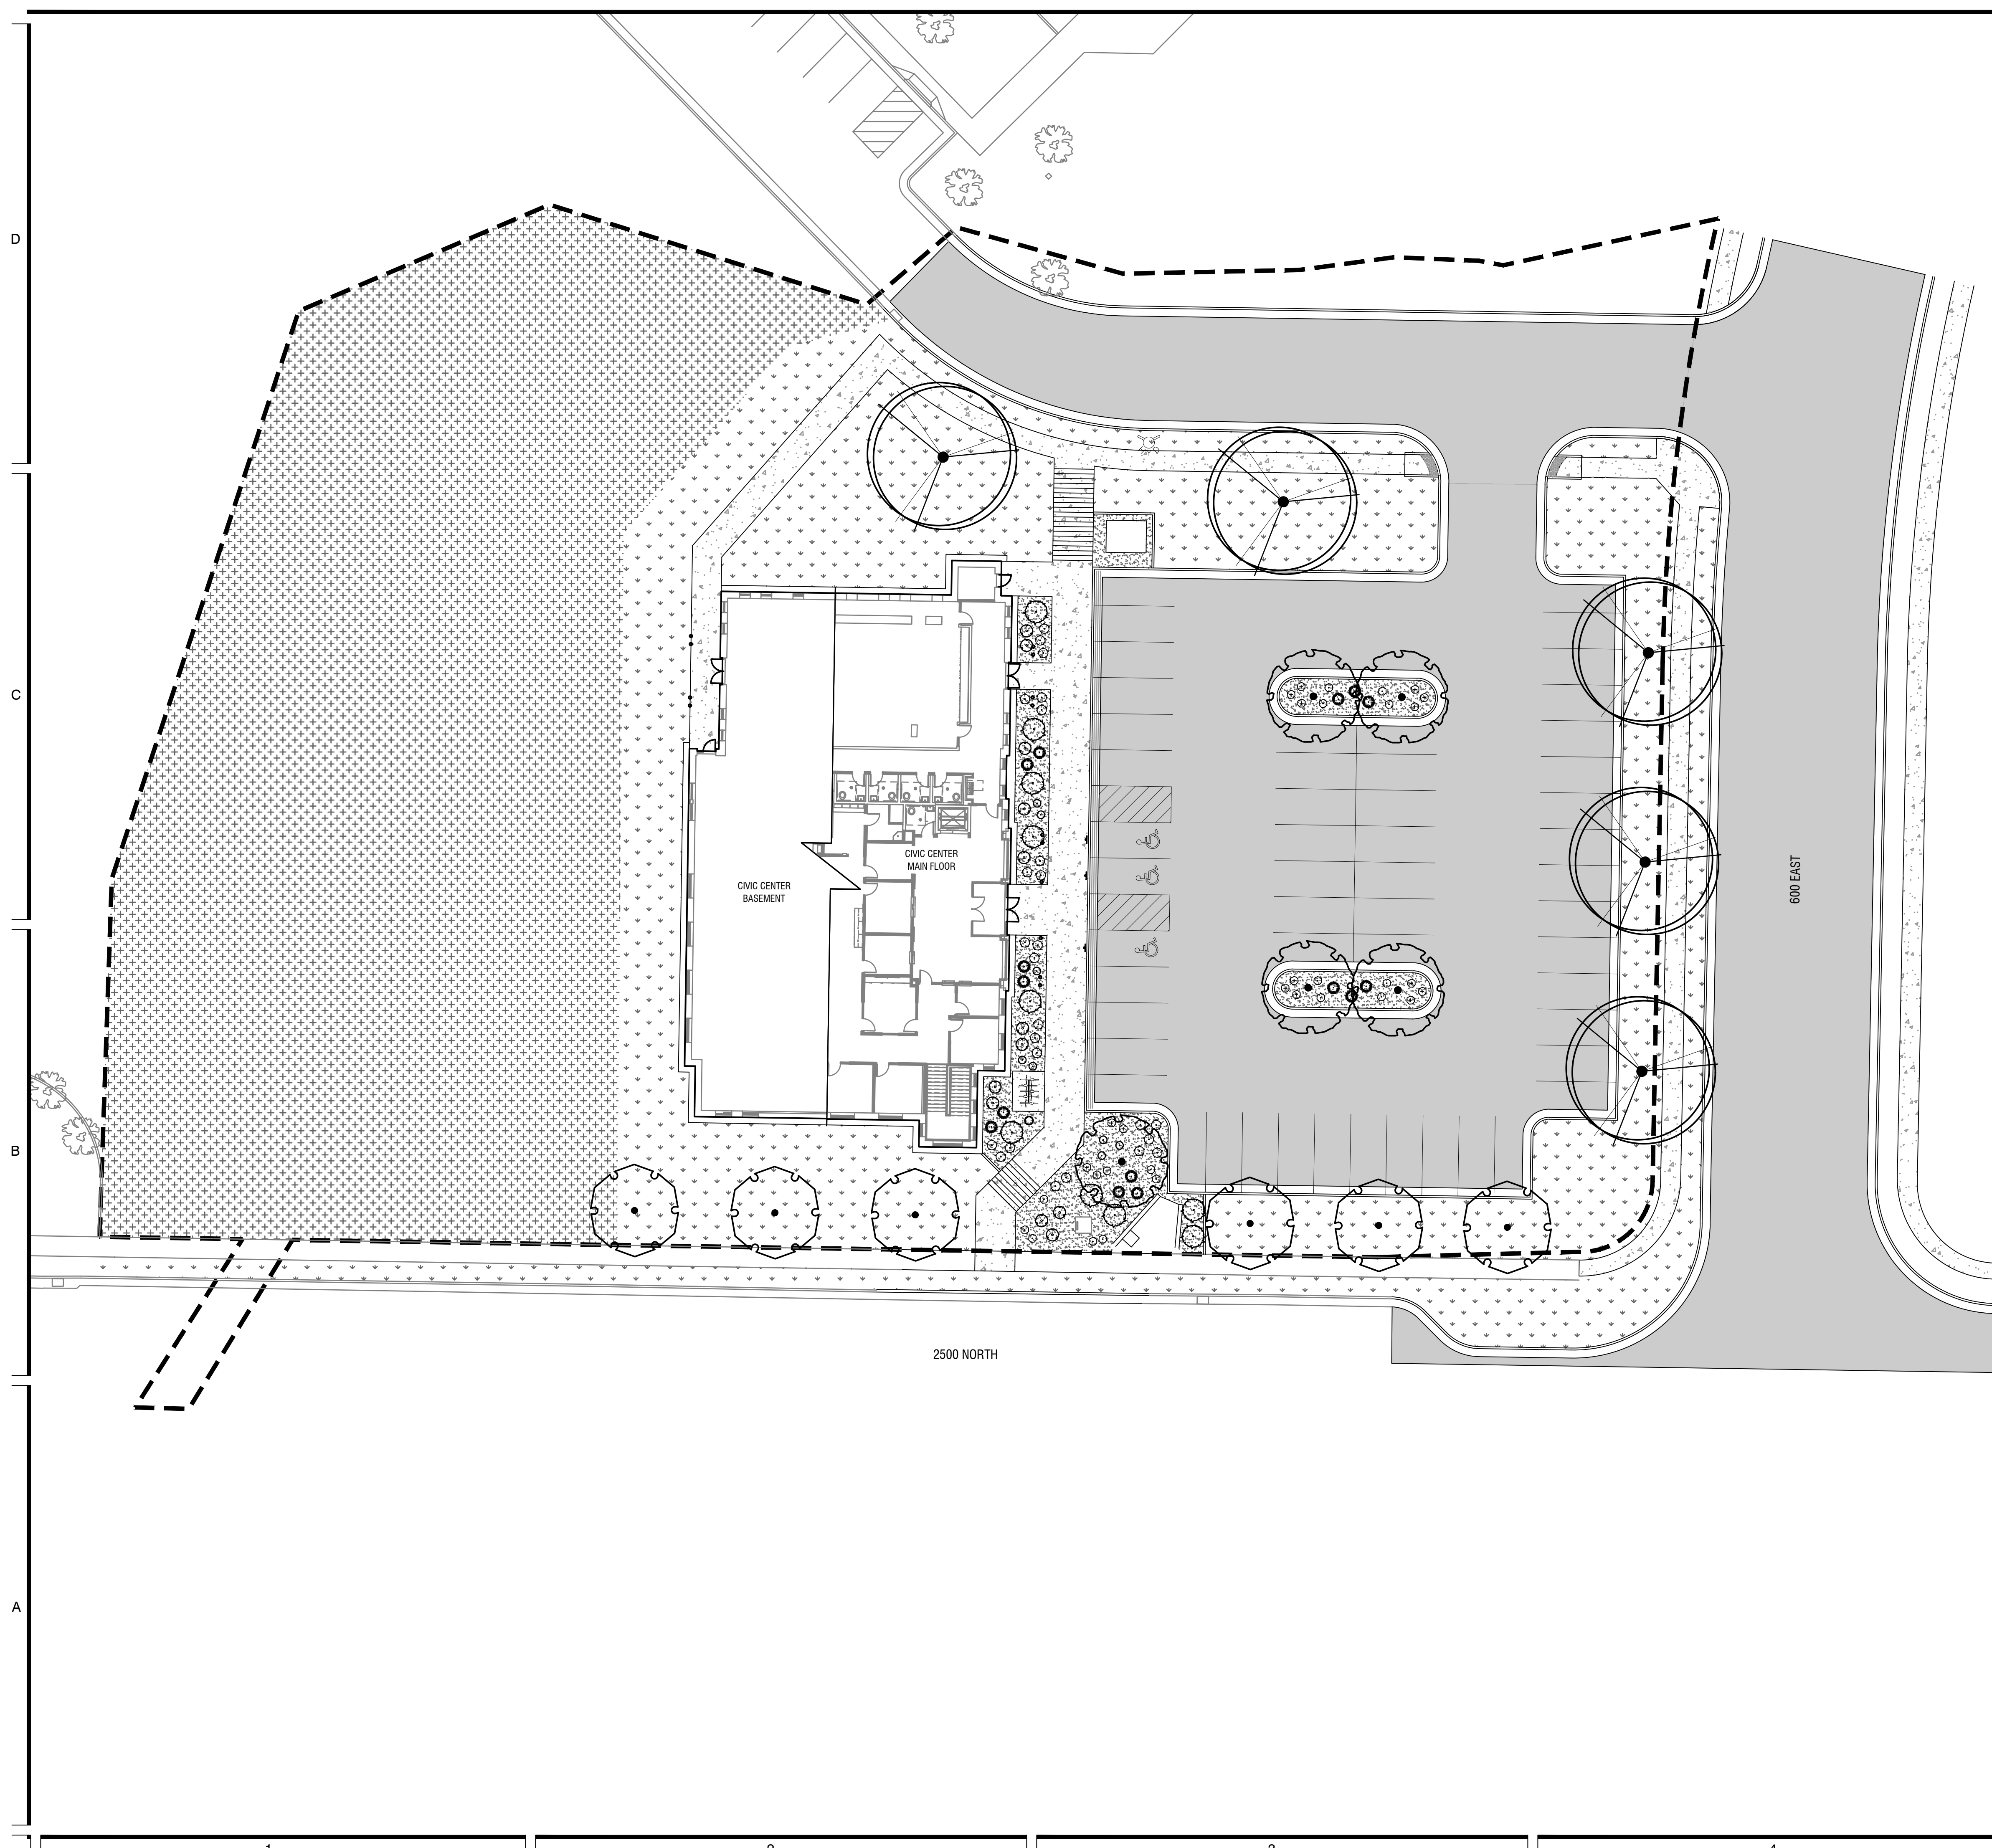 D
C
CIVIC CENTER
MAIN FLOOR
CIVIC CENTER
BASEMENT
600 EAST
B
2500 NORTH
A